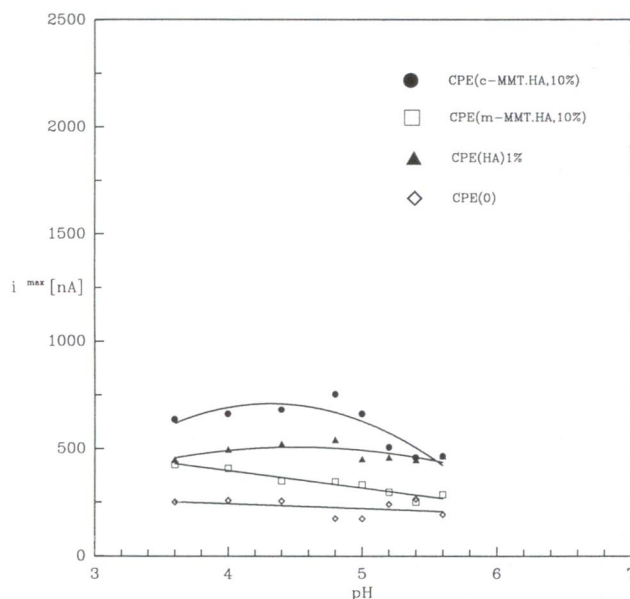 2500
2000
1500
1000
500
0
i max [nA]
CPE(c-MMT.HA,10%)
CPE(m-MMT.HA,10%)
CPE(HA)1%
CPE(0)
3 4 5 6 7
pH